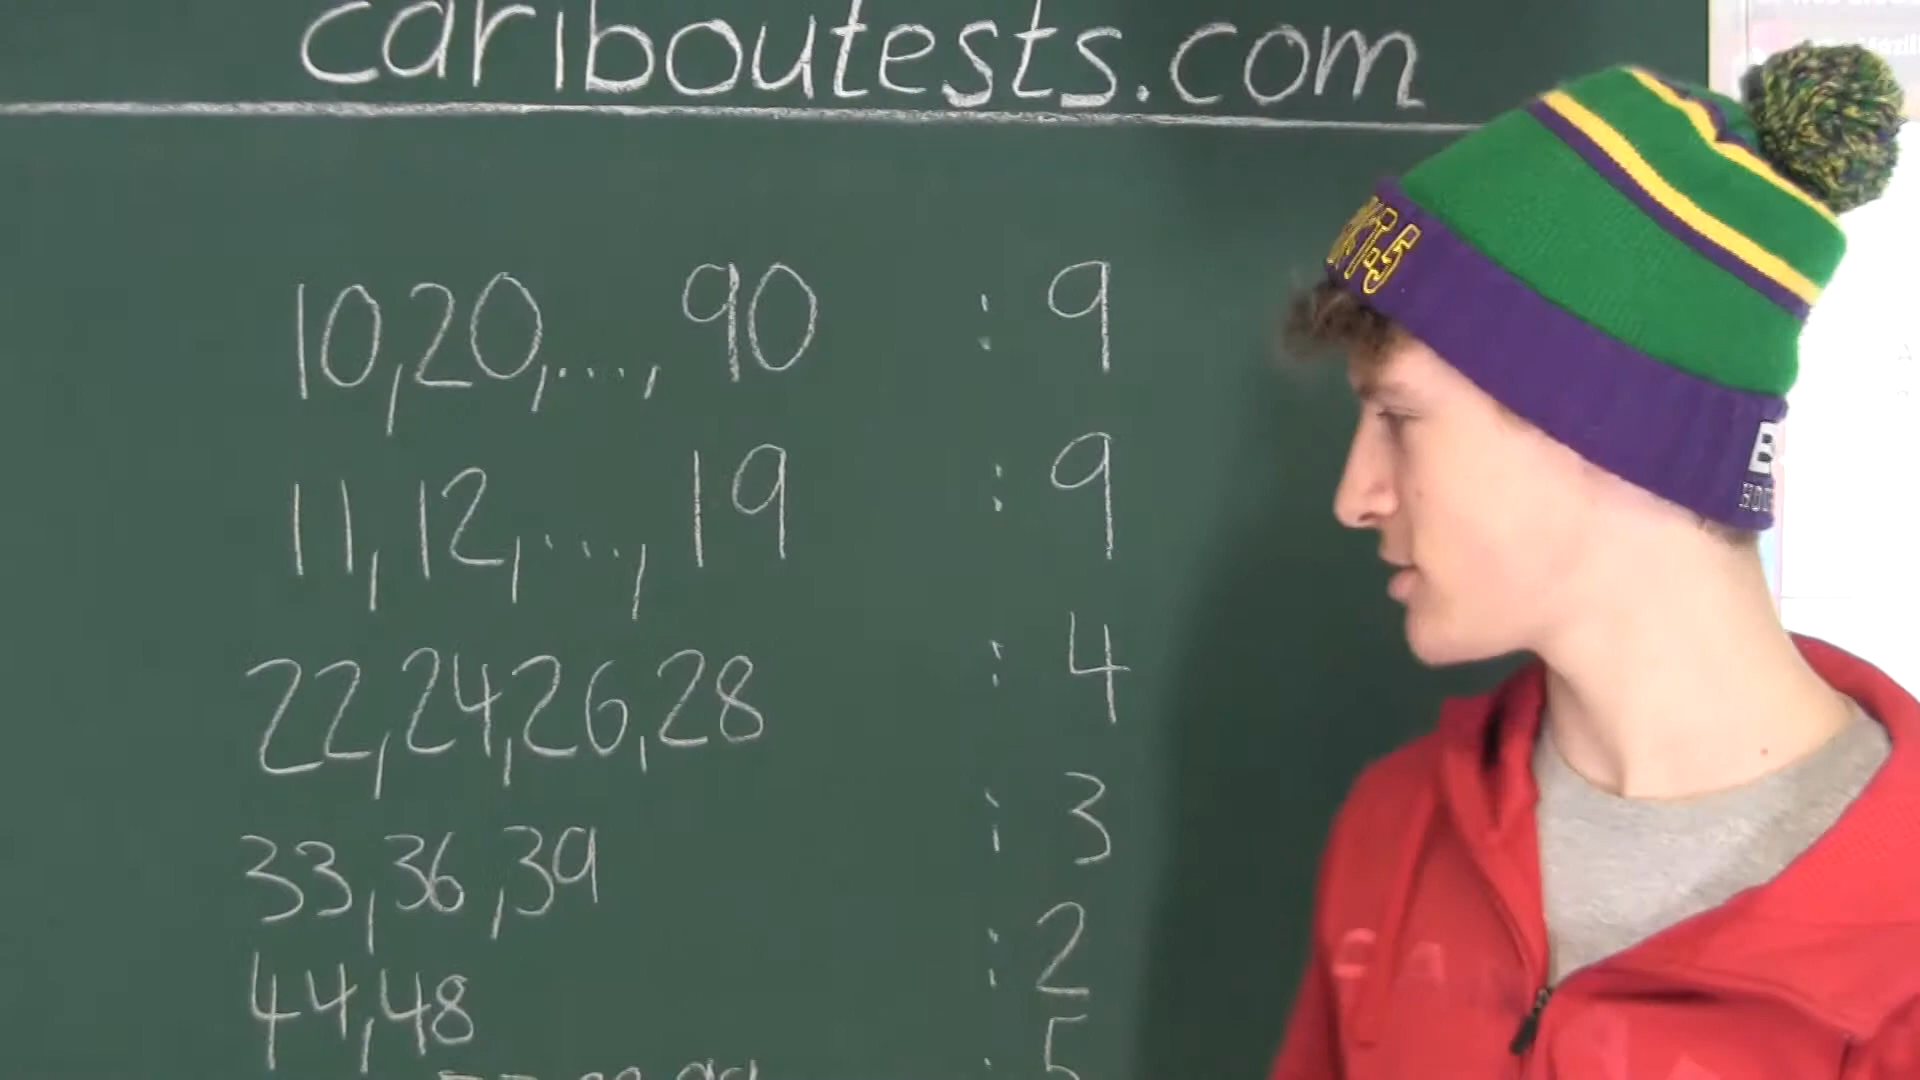 cariboutests.com
10,20,..., 90 : 9
11,12,..., 19 : 9
22,24,26,28 : 4
33,36,39 : 3
44,48 : 2
: 5
B